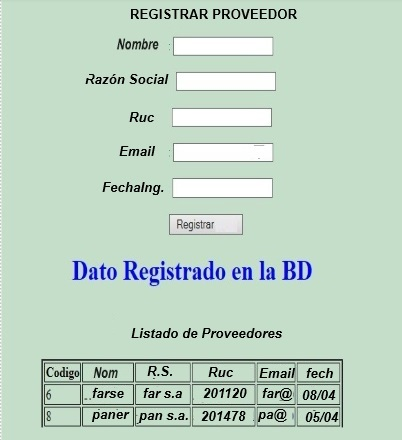 REGISTRAR PROVEEDOR
Nombre :
Razón Social
Ruc
Email :
FechaIng.
Registrar
Dato Registrado en la BD
Listado de Proveedores
Codigo Nom R.S. Ruc Email fech
6 farse far s.a 201120 far@ 08/04
8 paner pan s.a. 201478 pa@ 05/04